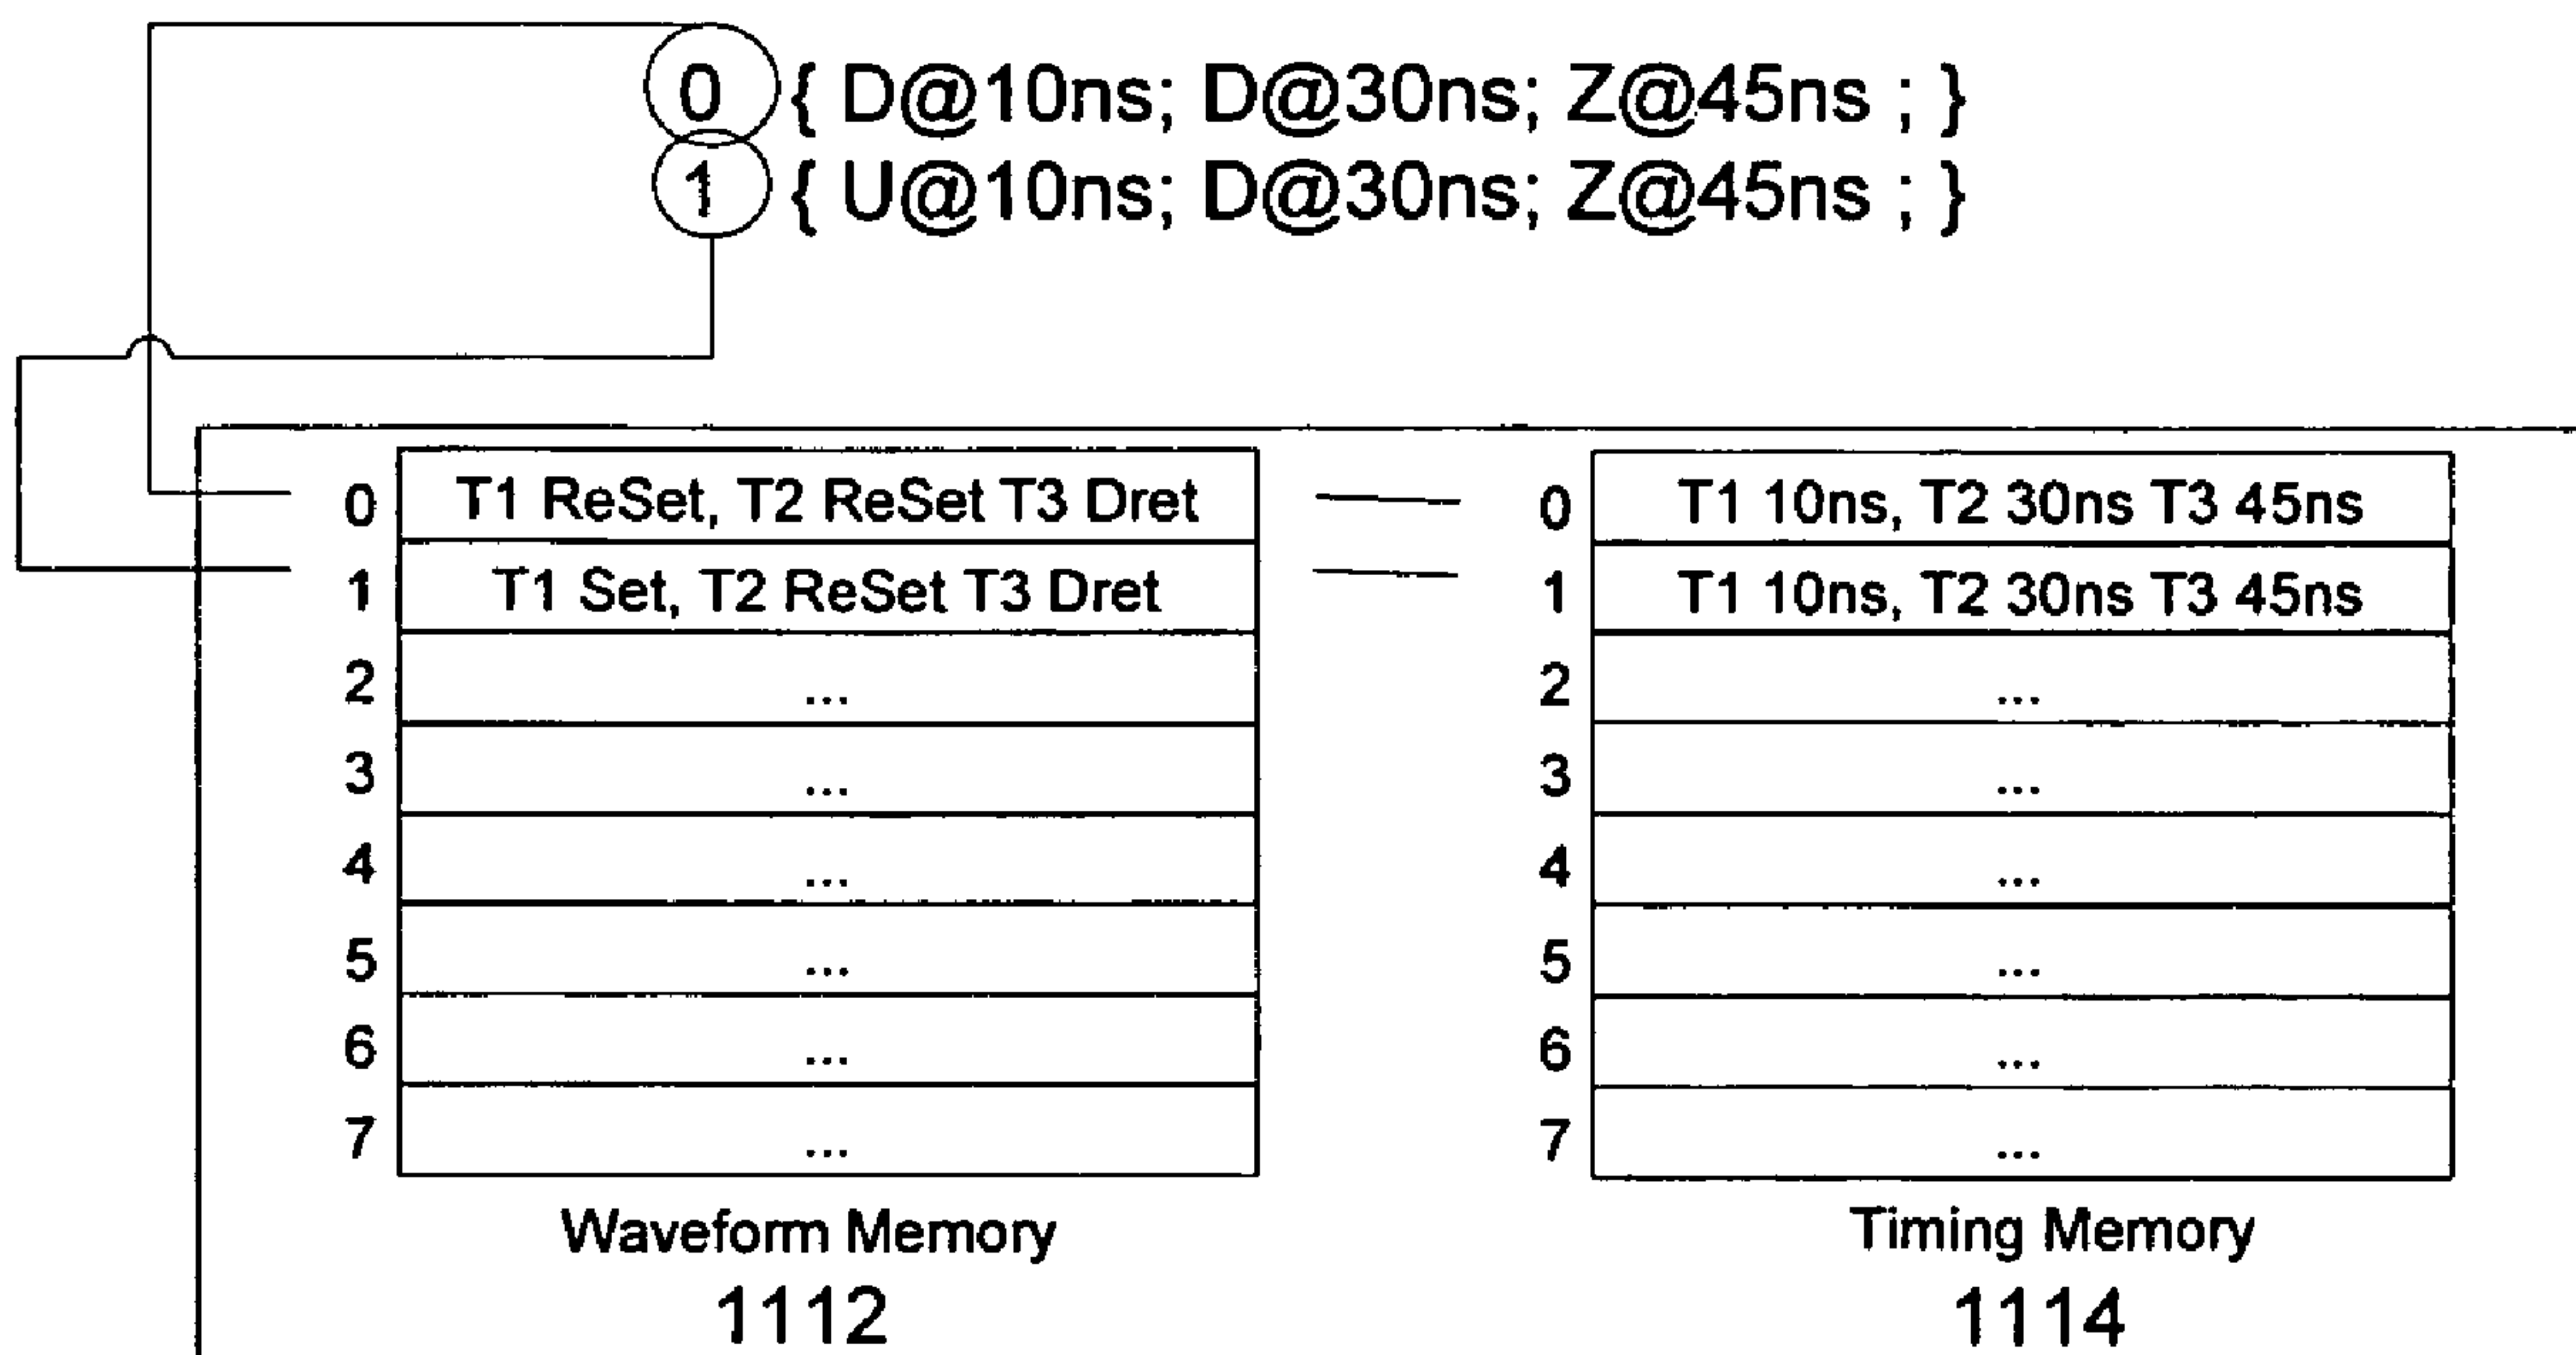 0 { D@10ns; D@30ns; Z@45ns ; }
1 { U@10ns; D@30ns; Z@45ns ; }
0 T1 ReSet, T2 ReSet T3 Dret 0 T1 10ns, T2 30ns T3 45ns
1 T1 Set, T2 ReSet T3 Dret 1 T1 10ns, T2 30ns T3 45ns
2 ... 2 ...
3 ... 3 ...
4 ... 4 ...
5 ... 5 ...
6 ... 6 ...
7 ... 7 ...
Waveform Memory Timing Memory
1112 1114